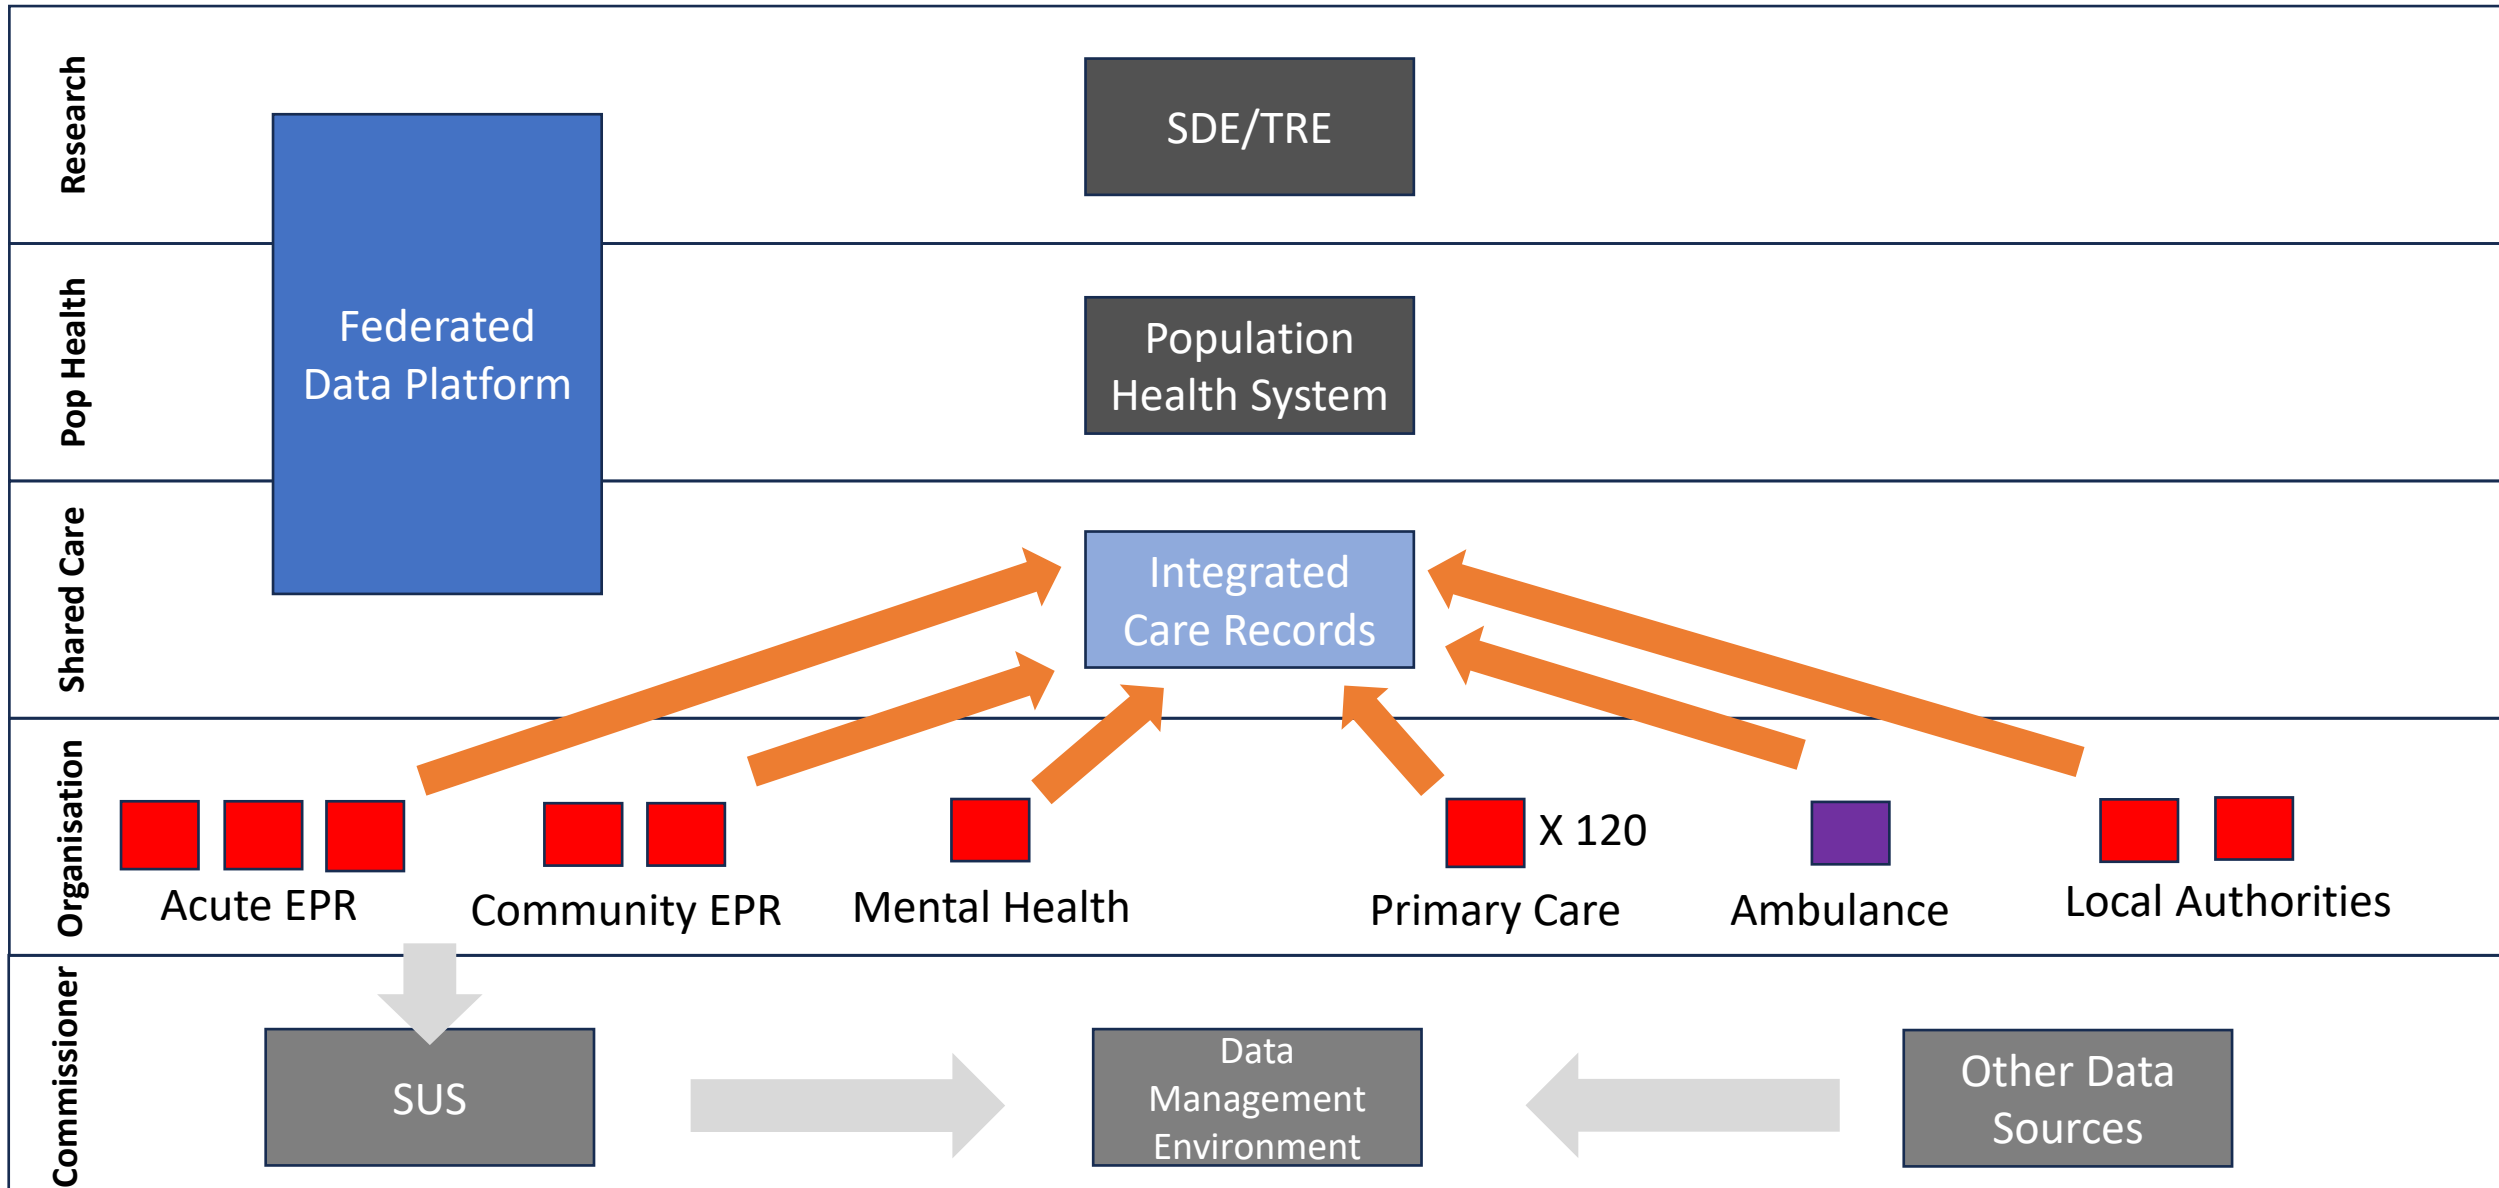 Research
SDE/TRE
Pop Health
Federated
Data Platform
Population
Health System
Shared Care
Integrated
Care Records
Organisation
X 120
Acute EPR
Community EPR
Mental Health
Primary Care
Ambulance
Local Authorities
Commissioner
SUS
Data
Management
Environment
Other Data
Sources